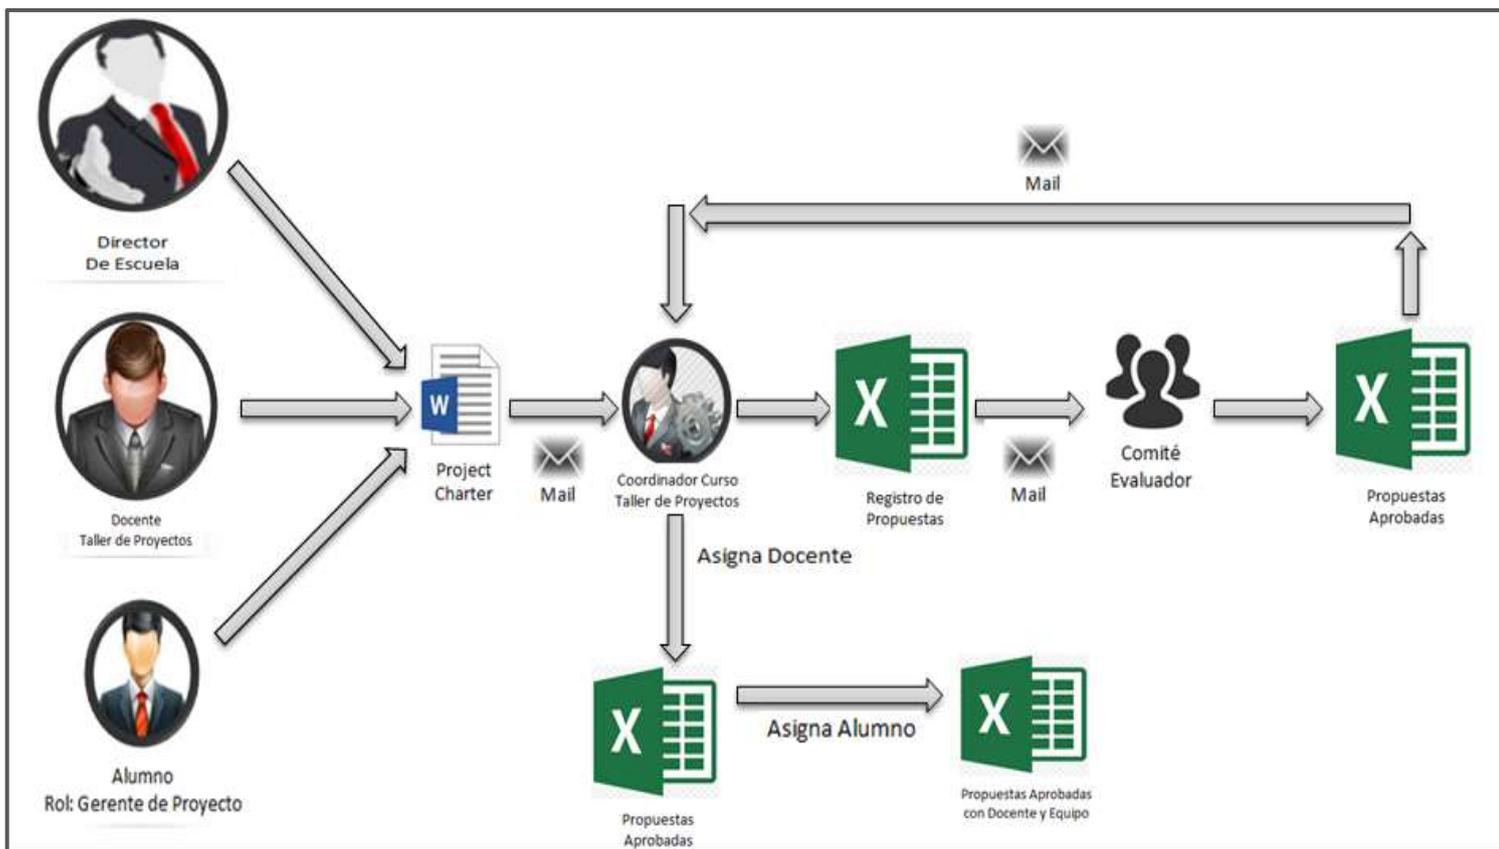 Director
De Escuela
Docente
Taller de Proyectos
Alumno
Rol: Gerente de Proyecto
W
Project
Charter
Mail
Coordinador Curso
Taller de Proyectos
X
Registro de
Propuestas
Mail
Comité
Evaluador
X
Propuestas
Aprobadas
Mail
Asigna Docente
X
Propuestas
Aprobadas
Asigna Alumno
X
Propuestas Aprobadas
con Docente y Equipo